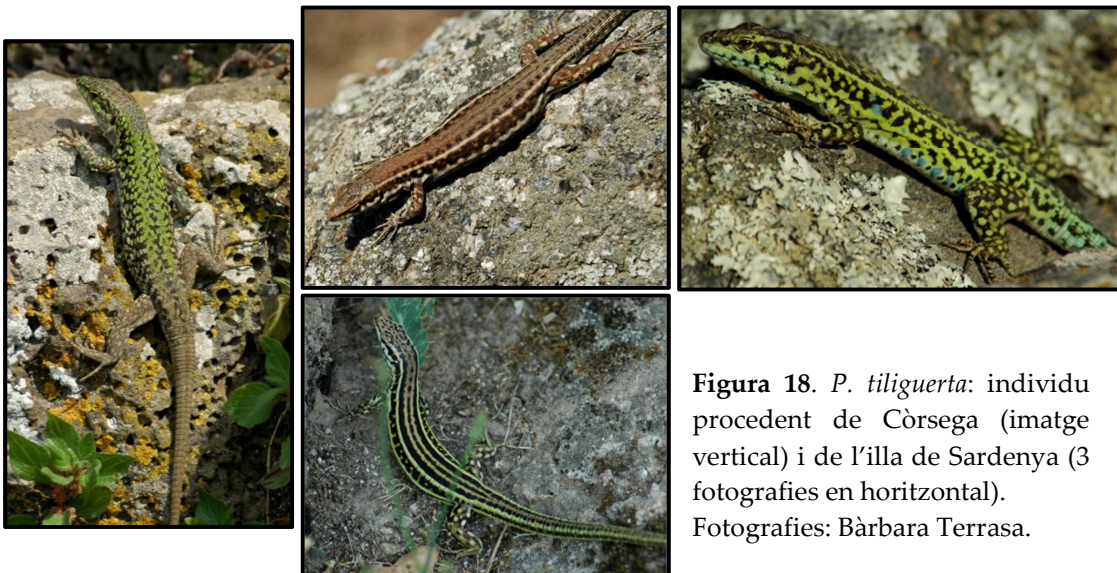 Figura 18. P. tiliguerta: individu
procedent de Còrsega (imatge
vertical) i de l’illa de Sardenya (3
fotografies en horitzontal).
Fotografies: Bàrbara Terrasa.